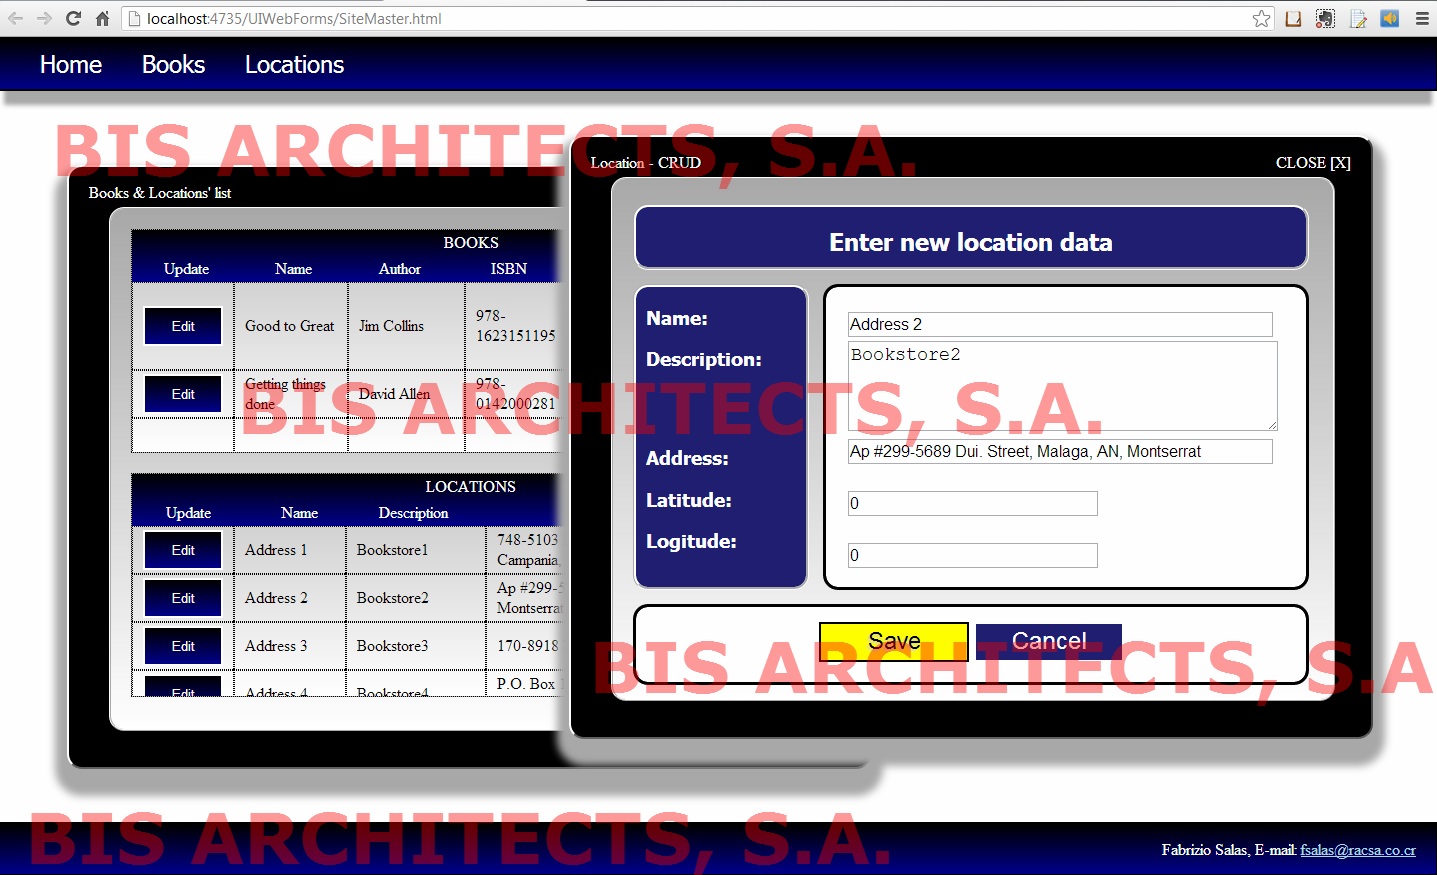 localhost:4735/UIWebForms/SiteMaster.html
Home Books Locations
BIS ARCHITECTS, S.A.
Books & Locations' list
BOOKS
Update Name Author ISBN
Edit Good to Great Jim Collins 978-
1623151195
Edit Getting things
done David Allen 978-
0142000281
LOCATIONS
Update Name Description
Edit Address 1 Bookstore1 748-5103
Campania,
Edit Address 2 Bookstore2 Ap #299-5
Montserrat
Edit Address 3 Bookstore3 170-8918
Edit Address 4 Bookstore4 P.O. Box
Location - CRUD CLOSE [X]
Enter new location data
Name: Address 2
Description: Bookstore2
BIS ARCHITECTS, S.A.
Address: Ap #299-5689 Dui. Street, Malaga, AN, Montserrat
Latitude: 0
Logitude: 0
Save Cancel
BIS ARCHITECTS, S.A
BIS ARCHITECTS, S.A.
Fabrizio Salas, E-mail: fsalas@racsa.co.cr